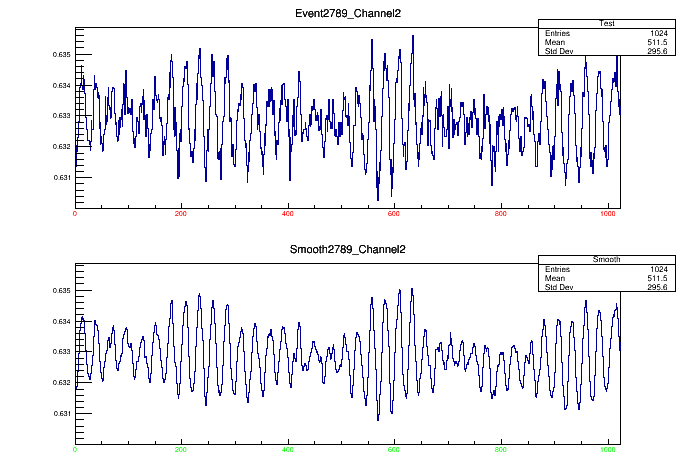 Event2789_Channel2
Test
Entries 1024
Mean 511.5
Std Dev 295.6
0.635
0.634
0.633
0.632
0.631
0 200 400 600 800 1000
Smooth2789_Channel2
Smooth
Entries 1024
Mean 511.5
Std Dev 295.6
0.635
0.634
0.633
0.632
0.631
0 200 400 600 800 1000